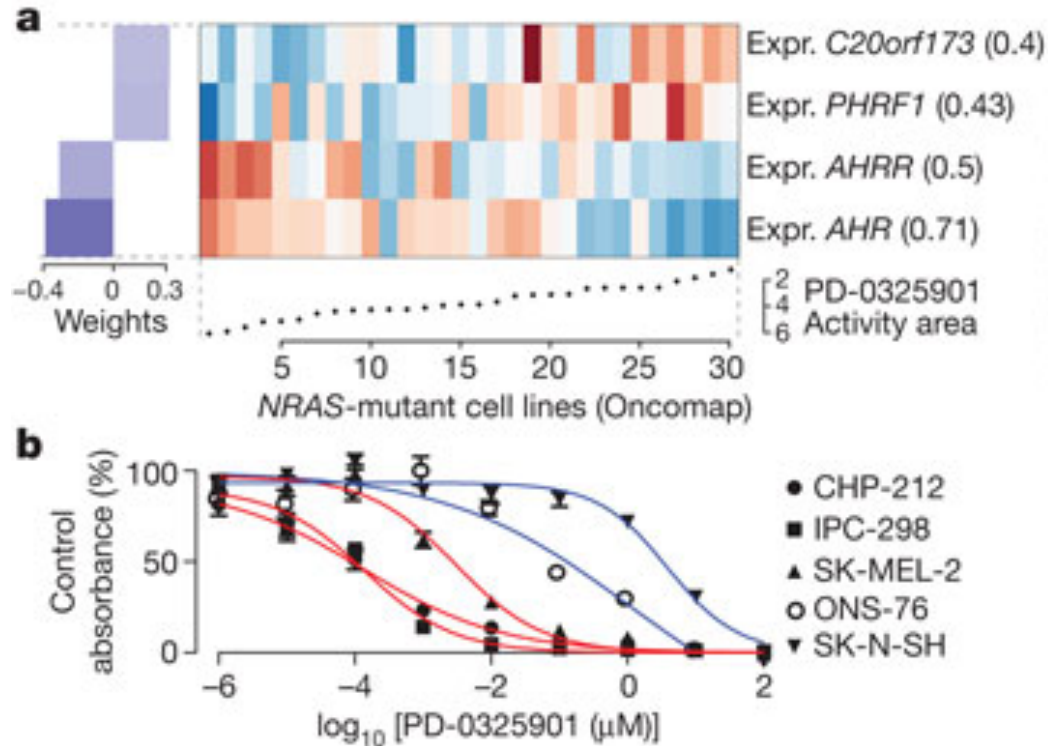 a
Expr. C20orf173 (0.4)
Expr. PHRF1 (0.43)
Expr. AHRR (0.5)
Expr. AHR (0.71)
−0.4 0 0.3
Weights
2
4
6
PD-0325901
Activity area
5 10 15 20 25 30
NRAS-mutant cell lines (Oncomap)
b
Control
absorbance (%)
100
50
0
−6 −4 −2 0 2
log10 [PD-0325901 (μM)]
CHP-212
IPC-298
SK-MEL-2
ONS-76
SK-N-SH